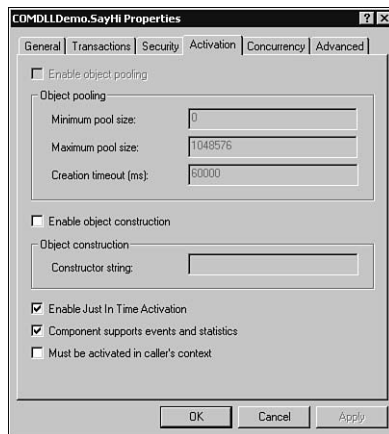 COMDLLDemo.SayHi Properties
General Transactions Security Activation Concurrency Advanced
Enable object pooling
Object pooling
Minimum pool size: 0
Maximum pool size: 1048576
Creation timeout (ms): 60000
Enable object construction
Object construction
Constructor string:
Enable Just In Time Activation
Component supports events and statistics
Must be activated in caller's context
OK Cancel Apply